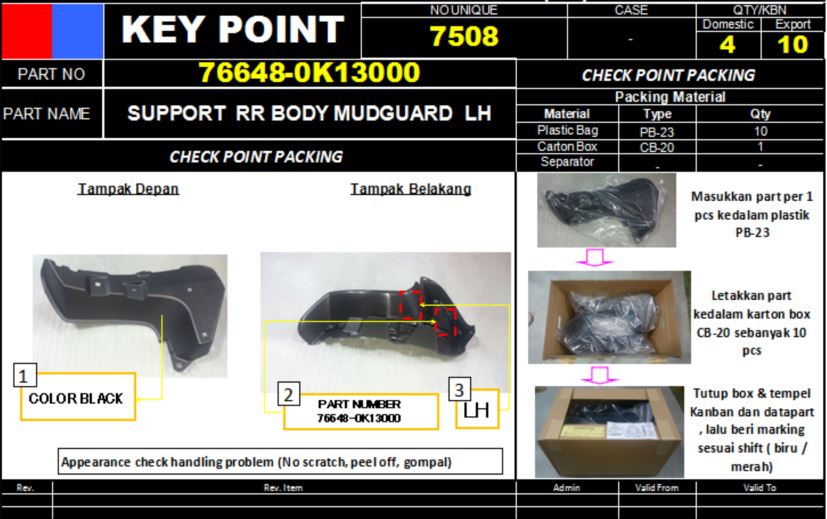 KEY POINT
NO UNIQUE
7508
CASE
-
QTY/KBN
Domestic Export
4 10
PART NO
76648-0K13000
PART NAME
SUPPORT RR BODY MUDGUARD LH
CHECK POINT PACKING
Tampak Depan
Tampak Belakang
1
COLOR BLACK
2
PART NUMBER
76648-0K13000
3
LH
Appearance check handling problem (No scratch, peel off, gompal)
CHECK POINT PACKING
Packing Material
Material Type Qty
Plastic Bag PB-23 10
Carton Box CB-20 1
Separator - -
Masukkan part per 1
pcs kedalam plastik
PB-23
Letakkan part
kedalam karton box
CB-20 sebanyak 10
pcs
Tutup box & tempel
Kanban dan datapart
, lalu beri marking
sesuai shift ( biru /
merah)
Rev. Rev. Item Admin Valid From Valid To